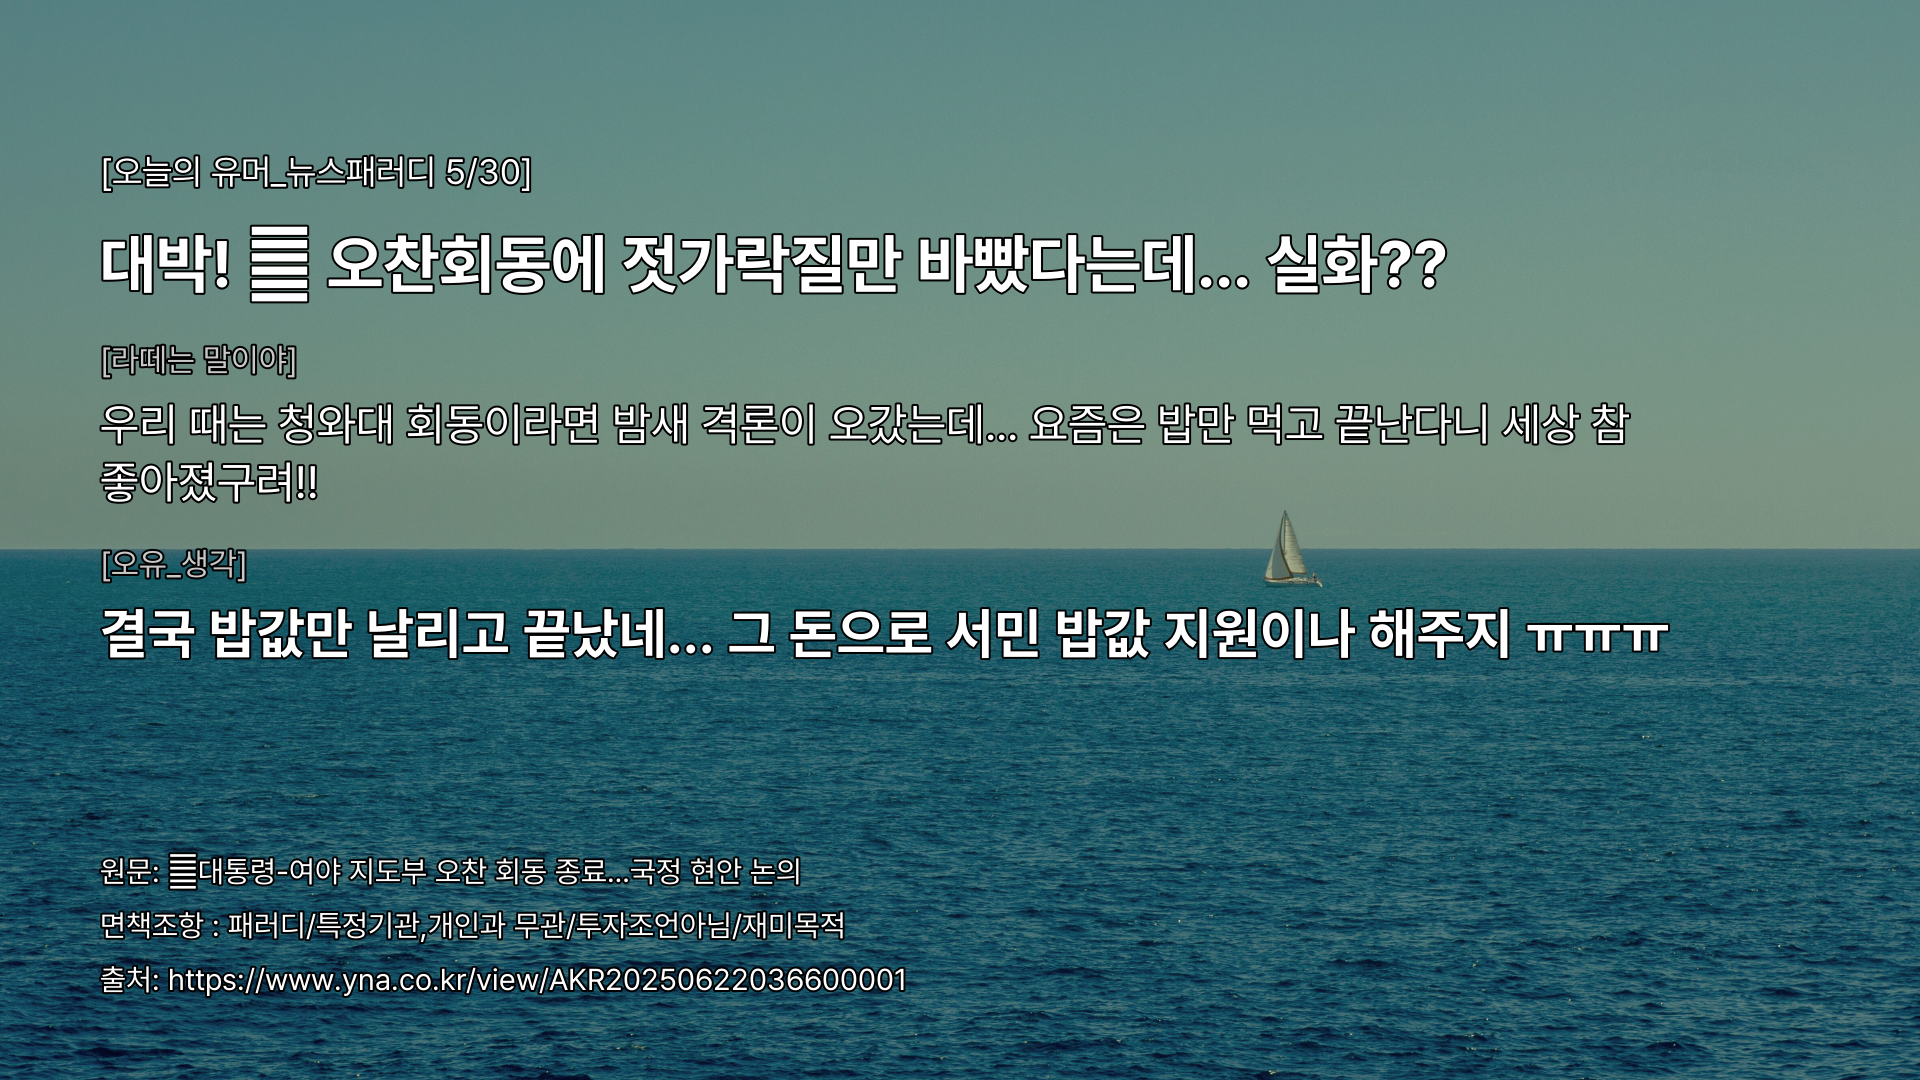 [오늘의 유머_뉴스패러디 5/30]
대박! 오찬회동에 젓가락질만 바빴다는데... 실화??
[라떼는 말이야]
우리 때는 청와대 회동이라면 밤새 격론이 오갔는데... 요즘은 밥만 먹고 끝난다니 세상 참
좋아졌구려!!
[오유_생각]
결국 밥값만 날리고 끝났네... 그 돈으로 서민 밥값 지원이나 해주지 ㅠㅠㅠ
원문: 대통령-여야 지도부 오찬 회동 종료...국정 현안 논의
면책조항 : 패러디/특정기관,개인과 무관/투자조언아님/재미목적
출처: https://www.yna.co.kr/view/AKR20250622036600001